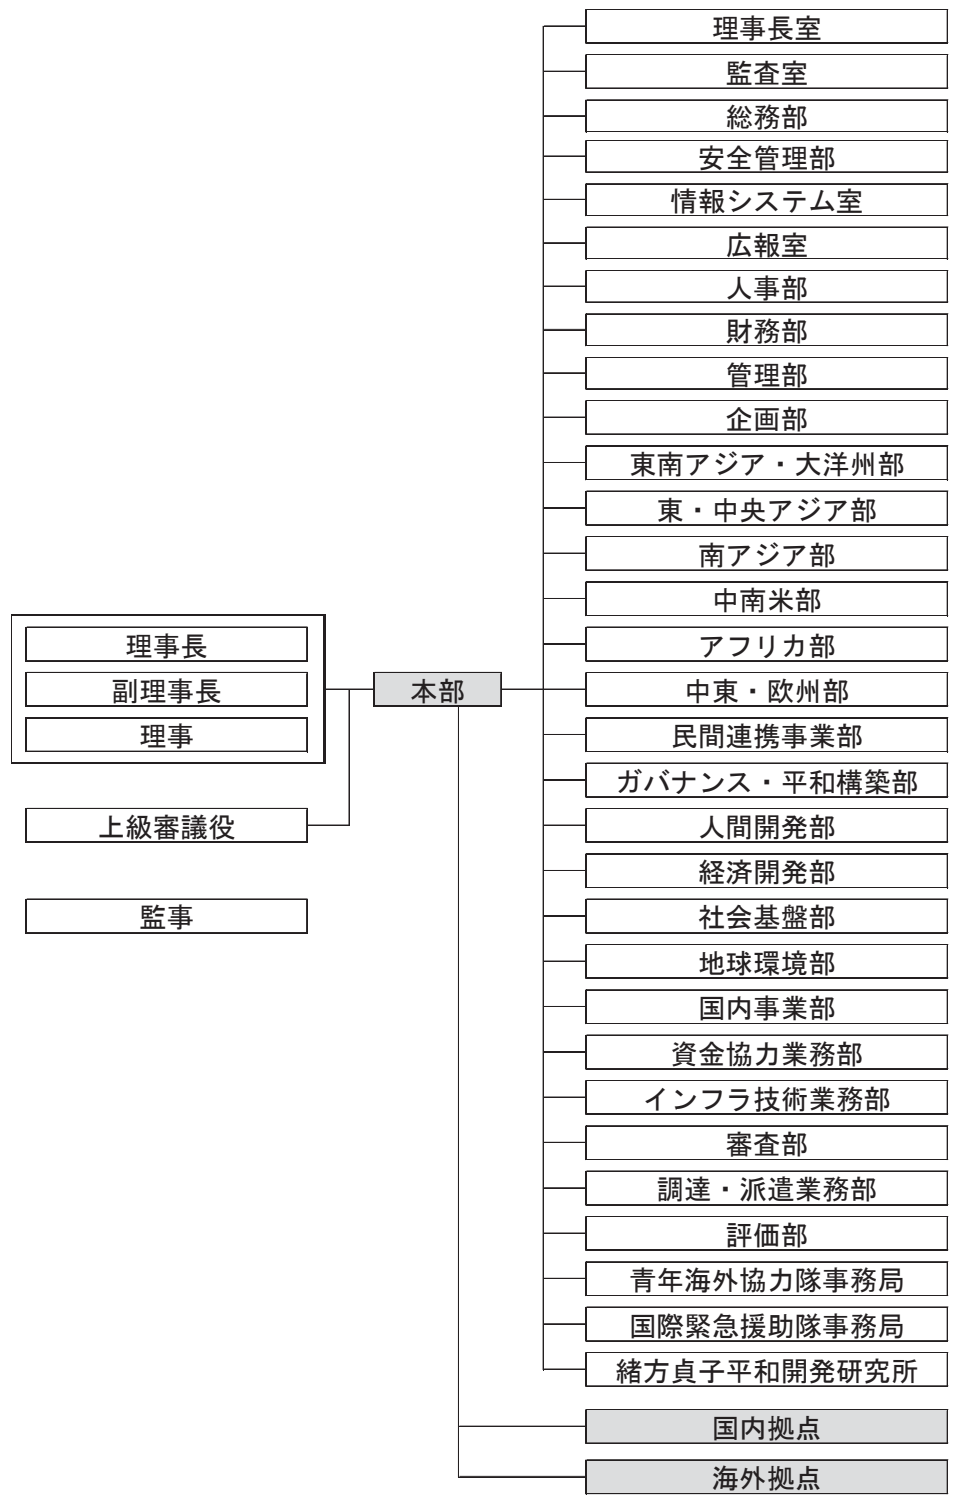 理事長
副理事長
理事
上級審議役
監事
本部
理事長室
監査室
総務部
安全管理部
情報システム室
広報室
人事部
財務部
管理部
企画部
東南アジア・大洋州部
東・中央アジア部
南アジア部
中南米部
アフリカ部
中東・欧州部
民間連携事業部
ガバナンス・平和構築部
人間開発部
経済開発部
社会基盤部
地球環境部
国内事業部
資金協力業務部
インフラ技術業務部
審査部
調達・派遣業務部
評価部
青年海外協力隊事務局
国際緊急援助隊事務局
緒方貞子平和開発研究所
国内拠点
海外拠点